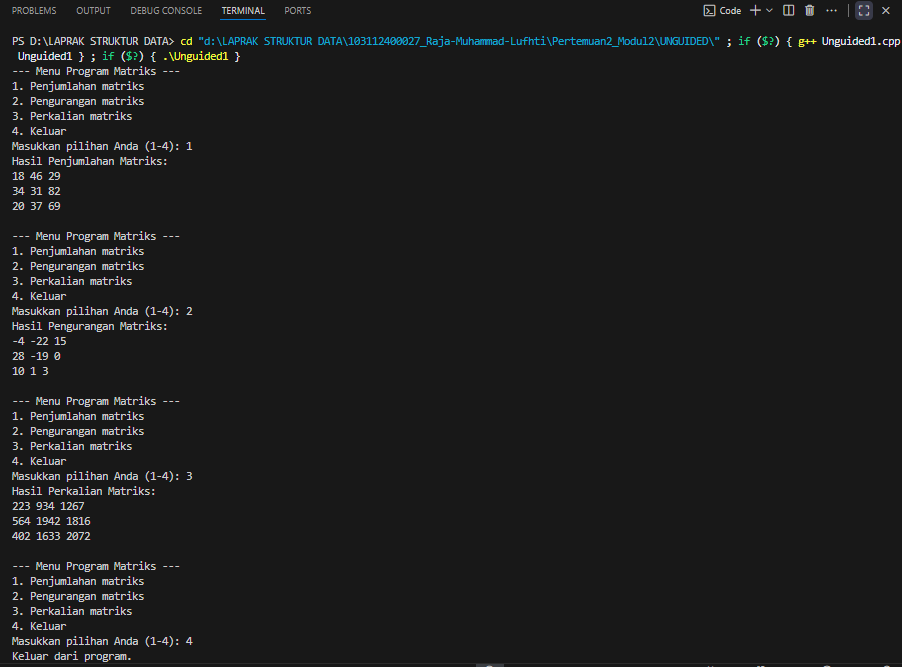 PROBLEMS OUTPUT DEBUG CONSOLE TERMINAL PORTS Code
PS D:\LAPRAK STRUKTUR DATA> cd "d:\LAPRAK STRUKTUR DATA\103112400027_Raja-Muhammad-Lufhti\Pertemuan2_Modul2\UNGUIDED\" ; if ($?) { g++ Unguided1.cpp
Unguided1 } ; if ($?) { .\Unguided1 }
--- Menu Program Matriks ---
1. Penjumlahan matriks
2. Pengurangan matriks
3. Perkalian matriks
4. Keluar
Masukkan pilihan Anda (1-4): 1
Hasil Penjumlahan Matriks:
18 46 29
34 31 82
20 37 69
--- Menu Program Matriks ---
1. Penjumlahan matriks
2. Pengurangan matriks
3. Perkalian matriks
4. Keluar
Masukkan pilihan Anda (1-4): 2
Hasil Pengurangan Matriks:
-4 -22 15
28 -19 0
10 1 3
--- Menu Program Matriks ---
1. Penjumlahan matriks
2. Pengurangan matriks
3. Perkalian matriks
4. Keluar
Masukkan pilihan Anda (1-4): 3
Hasil Perkalian Matriks:
223 934 1267
564 1942 1816
402 1633 2072
--- Menu Program Matriks ---
1. Penjumlahan matriks
2. Pengurangan matriks
3. Perkalian matriks
4. Keluar
Masukkan pilihan Anda (1-4): 4
Keluar dari program.